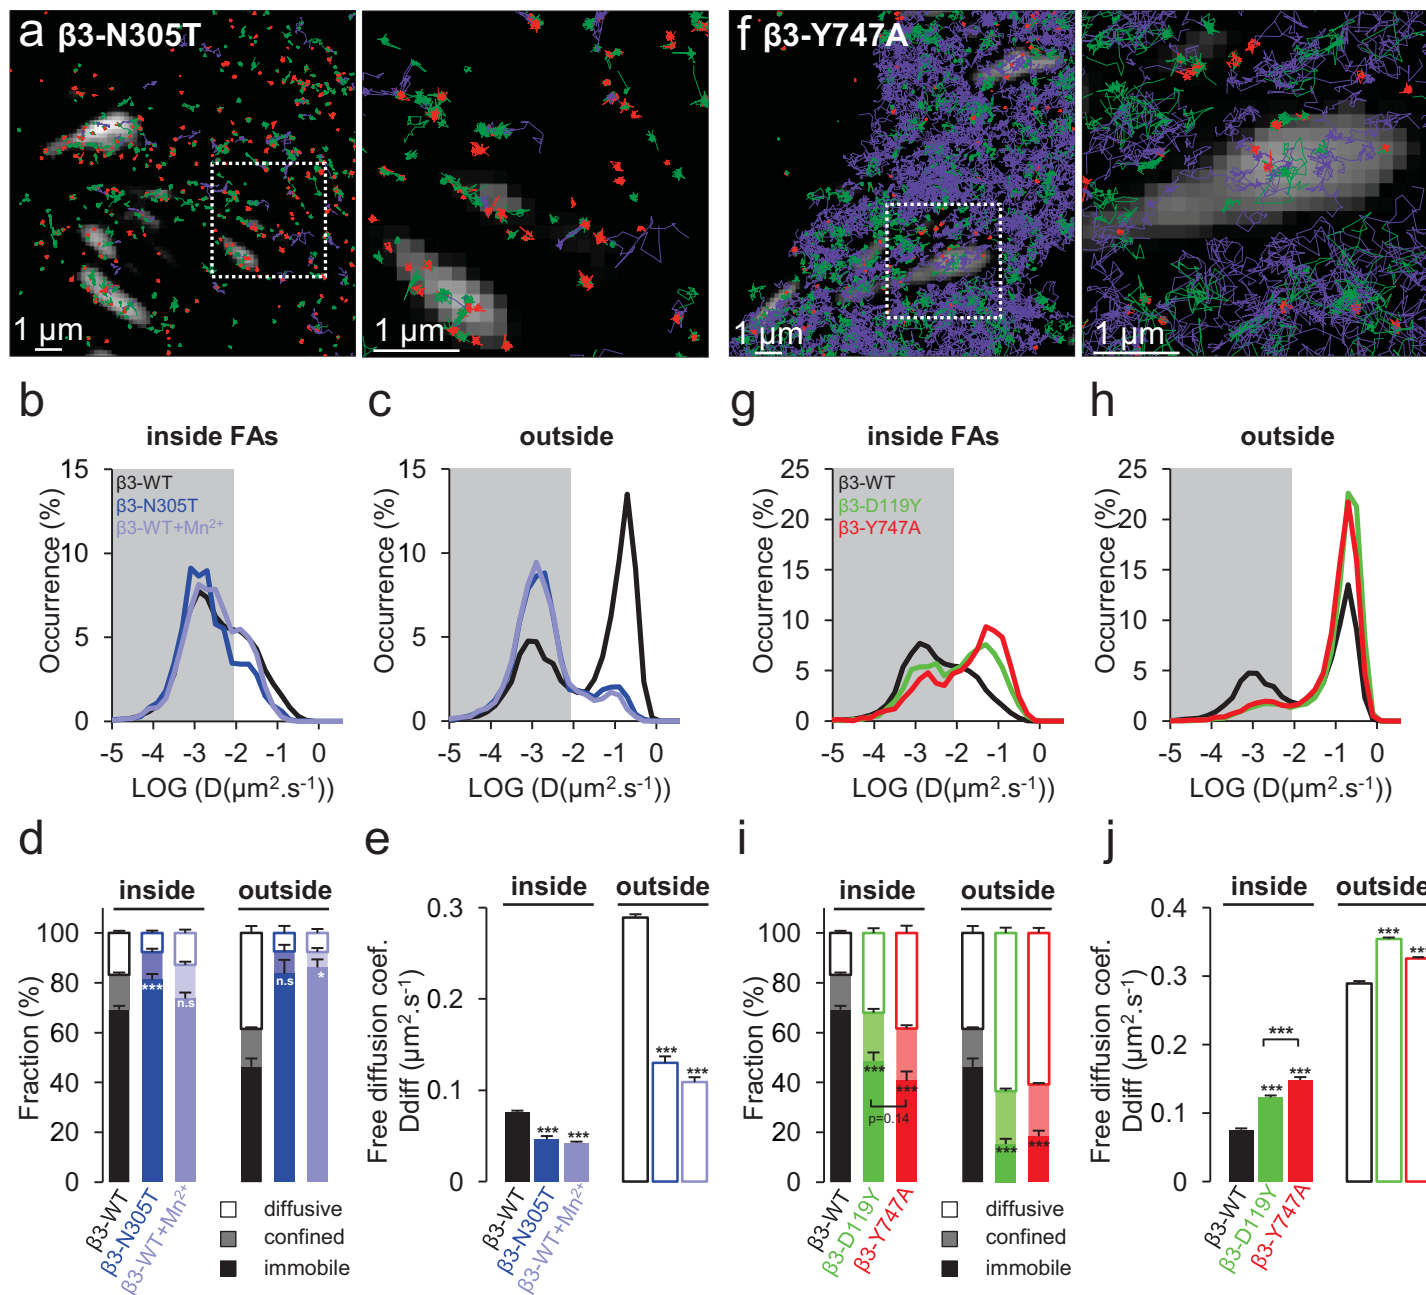 a β3-N305T
1 μm
1 μm
f β3-Y747A
1 μm
1 μm
b
inside FAs
15
10
5
0
Occurrence (%)
β3-WT
β3-N305T
β3-WT+Mn²⁺
-5 -4 -3 -2 -1 0
LOG (D(μm².s⁻¹))
c
outside
15
10
5
0
Occurrence (%)
-5 -4 -3 -2 -1 0
LOG (D(μm².s⁻¹))
g
inside FAs
25
20
15
10
5
0
Occurrence (%)
β3-WT
β3-D119Y
β3-Y747A
-5 -4 -3 -2 -1 0
LOG (D(μm².s⁻¹))
h
outside
25
20
15
10
5
0
Occurrence (%)
-5 -4 -3 -2 -1 0
LOG (D(μm².s⁻¹))
d
inside outside
100
80
60
40
20
0
Fraction (%)
***
n.s
n.s
*
β3-WT
β3-N305T
β3-WT+Mn²⁺
diffusive
confined
immobile
e
inside outside
0.3
0.2
0.1
0
Free diffusion coef.
Ddiff (μm².s⁻¹)
*** ***
*** ***
β3-WT
β3-N305T
β3-WT+Mn²⁺
i
inside outside
100
80
60
40
20
0
Fraction (%)
*** ***
p=0.14
*** ***
β3-WT
β3-D119Y
β3-Y747A
diffusive
confined
immobile
j
inside outside
0.4
0.3
0.2
0.1
0
Free diffusion coef.
Ddiff (μm².s⁻¹)
***
*** ***
*** ***
β3-WT
β3-D119Y
β3-Y747A